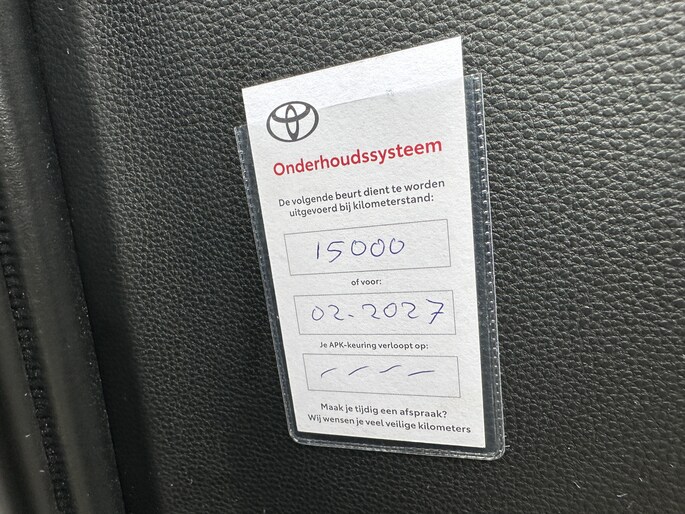 Onderhoudssysteem
De volgende beurt dient te worden
uitgevoerd bij kilometerstand:
15000
of voor:
02-2027
Je APK-keuring verloopt op:
- - - -
Maak je tijdig een afspraak?
Wij wensen je veel veilige kilometers